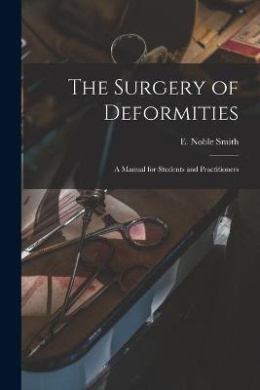 The Surgery of
Deformities
E. Noble Smith
A Manual for Students and Practitioners